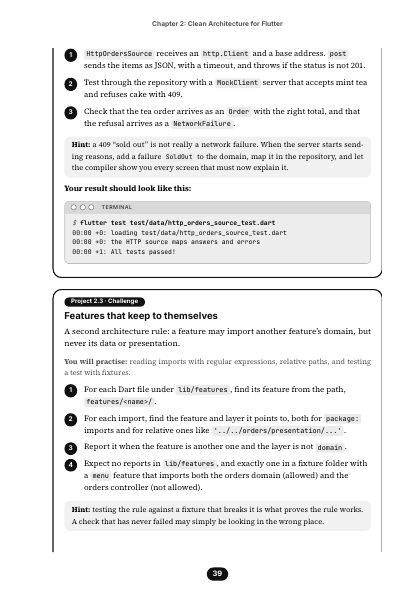 Chapter 2: Clean Architecture for Flutter
1 HttpOrdersSource receives an http.Client and a base address. post
sends the items as JSON, with a timeout, and throws if the status is not 201.
2 Test through the repository with a MockClient server that accepts mint tea
and refuses cake with 409.
3 Check that the tea order arrives as an Order with the right total, and that
the refusal arrives as a NetworkFailure.
Hint: a 409 “sold out” is not really a network failure. When the server starts send-
ing reasons, add a failure SoldOut to the domain, map it in the repository, and let
the compiler show you every screen that must now explain it.
Your result should look like this:
TERMINAL
$ flutter test test/data/http_orders_source_test.dart
00:00 +0: loading test/data/http_orders_source_test.dart
00:00 +0: the HTTP source maps answers and errors
00:00 +1: All tests passed!
Project 2.3 · Challenge
Features that keep to themselves
A second architecture rule: a feature may import another feature’s domain, but
never its data or presentation.
You will practise: reading imports with regular expressions, relative paths, and testing
a test with fixtures.
1 For each Dart file under lib/features, find its feature from the path,
features/<name>/.
2 For each import, find the feature and layer it points to, both for package:
imports and for relative ones like '../../orders/presentation/...'.
3 Report it when the feature is another one and the layer is not domain.
4 Expect no reports in lib/features, and exactly one in a fixture folder with
a menu feature that imports both the orders domain (allowed) and the
orders controller (not allowed).
Hint: testing the rule against a fixture that breaks it is what proves the rule works.
A check that has never failed may simply be looking in the wrong place.
39